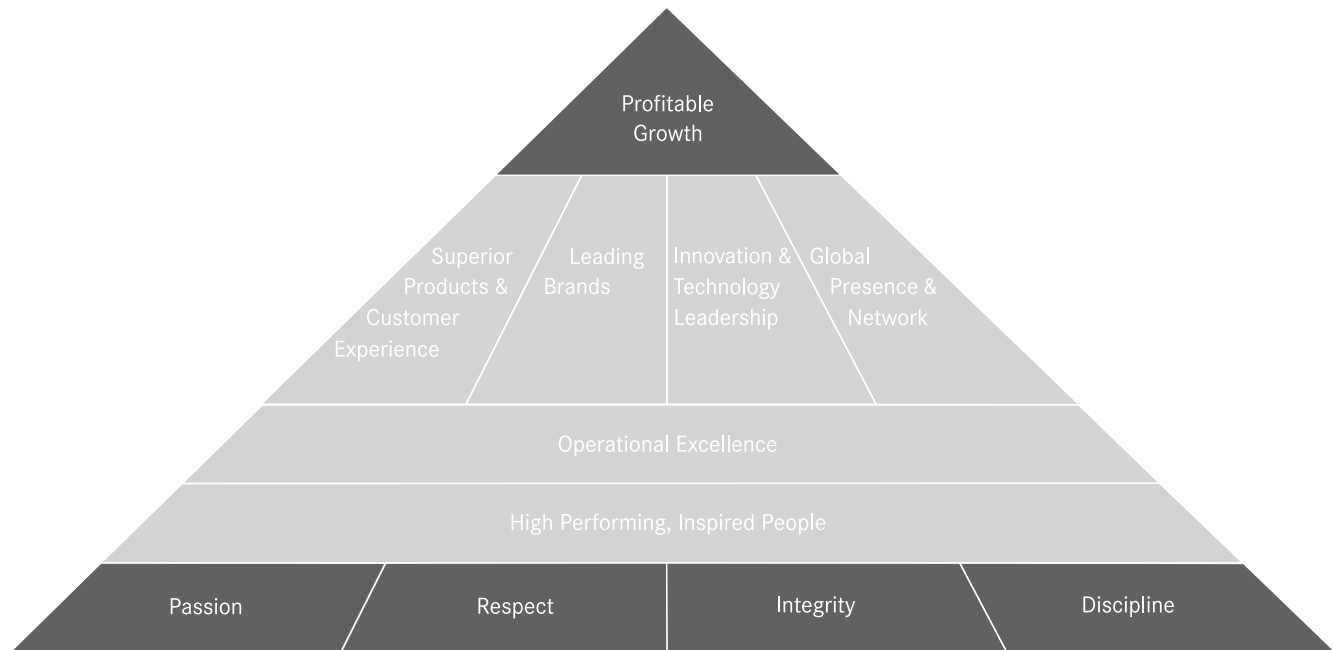 Profitable
Growth
Superior
Products &
Customer
Experience
Leading
Brands
Innovation &
Technology
Leadership
Global
Presence &
Network
Operational Excellence
High Performing, Inspired People
Passion
Respect
Integrity
Discipline